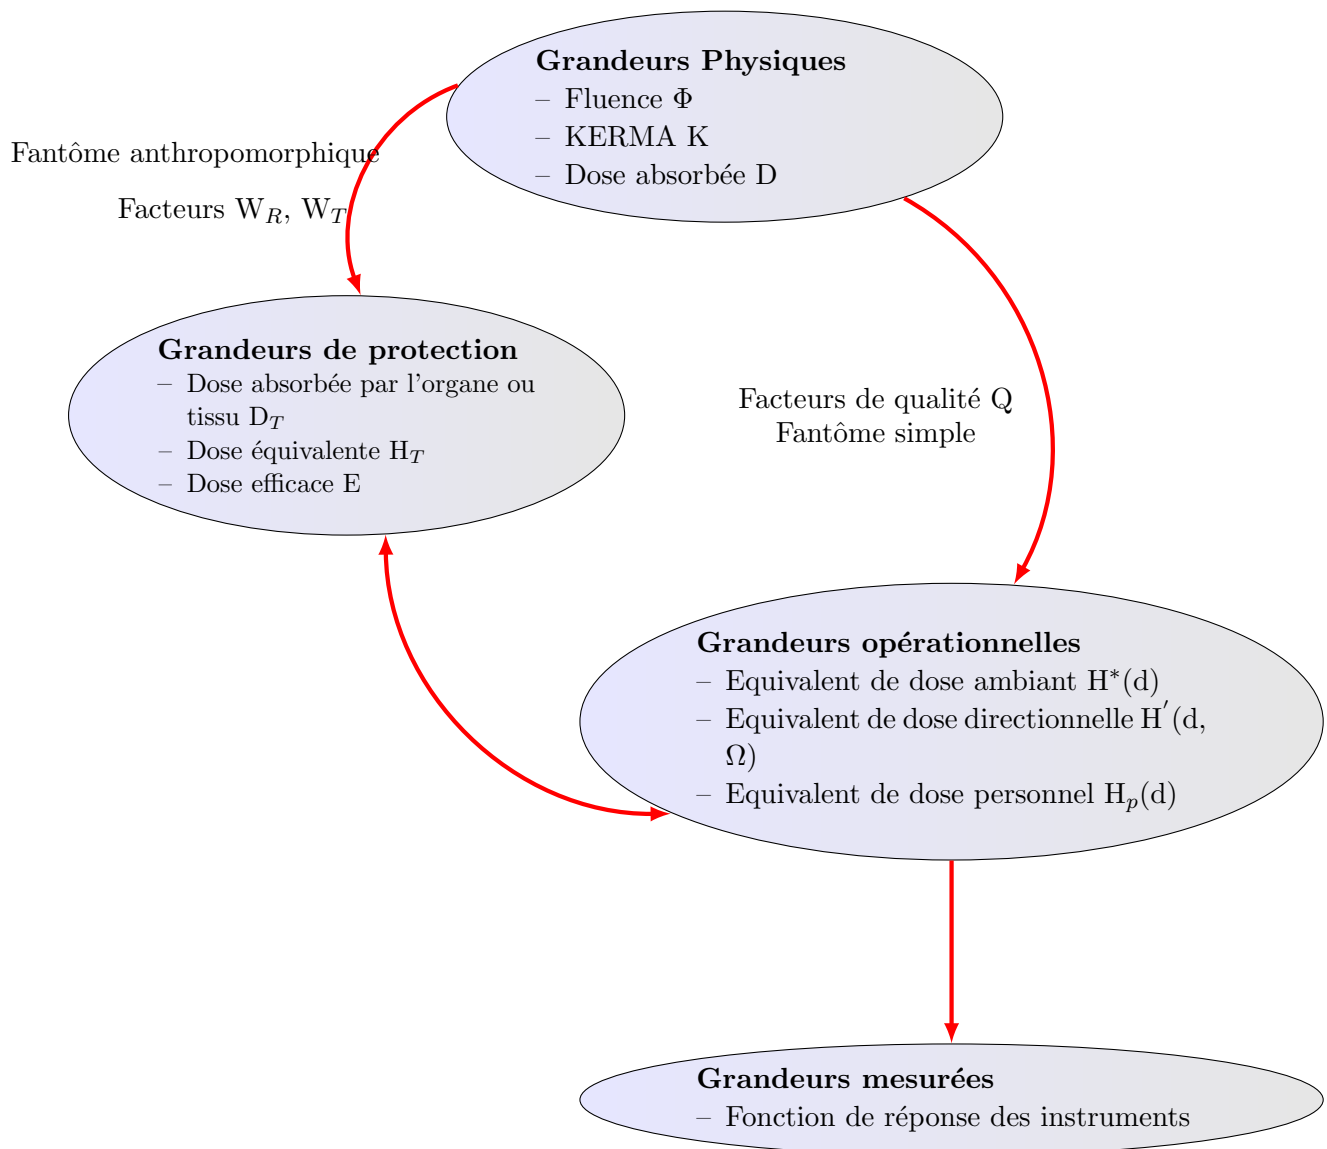 Grandeurs Physiques
– Fluence Φ
– KERMA K
– Dose absorbée D
Fantôme anthropomorphique
Facteurs W_R, W_T
Grandeurs de protection
– Dose absorbée par l'organe ou
tissu D_T
– Dose équivalente H_T
– Dose efficace E
Facteurs de qualité Q
Fantôme simple
Grandeurs opérationnelles
– Equivalent de dose ambiant H*(d)
– Equivalent de dose directionnelle H′(d,
Ω)
– Equivalent de dose personnel H_p(d)
Grandeurs mesurées
– Fonction de réponse des instruments